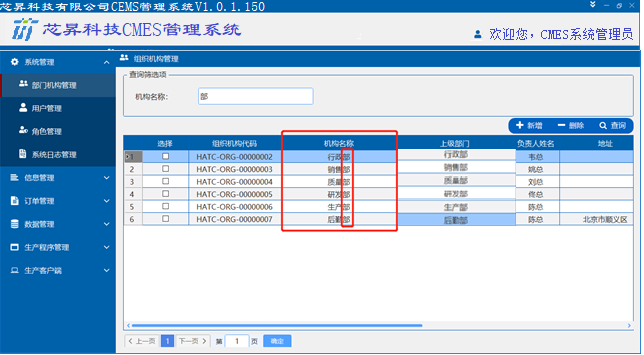 芯昇科技有限公司CEMS管理系统V1.0.1.150
芯昇科技CMES管理系统
欢迎您，CMES系统管理员
系统管理
部门机构管理
用户管理
角色管理
系统日志管理
信息管理
订单管理
数据管理
生产程序管理
生产客户端
组织机构管理
查询筛选项
机构名称: 部
新增 删除 查询
选择 组织机构代码 机构名称 上级部门 负责人姓名 地址
1 HATC-ORG-00000002 行政部 行政部 韦总
2 HATC-ORG-00000003 销售部 销售部 姚总
3 HATC-ORG-00000004 质量部 质量部 刘总
4 HATC-ORG-00000005 研发部 研发部 佟总
5 HATC-ORG-00000006 生产部 生产部 陈总
6 HATC-ORG-00000007 后勤部 后勤部 陈总 北京市顺义区
上一页 1 下一页 第 1 页 确定